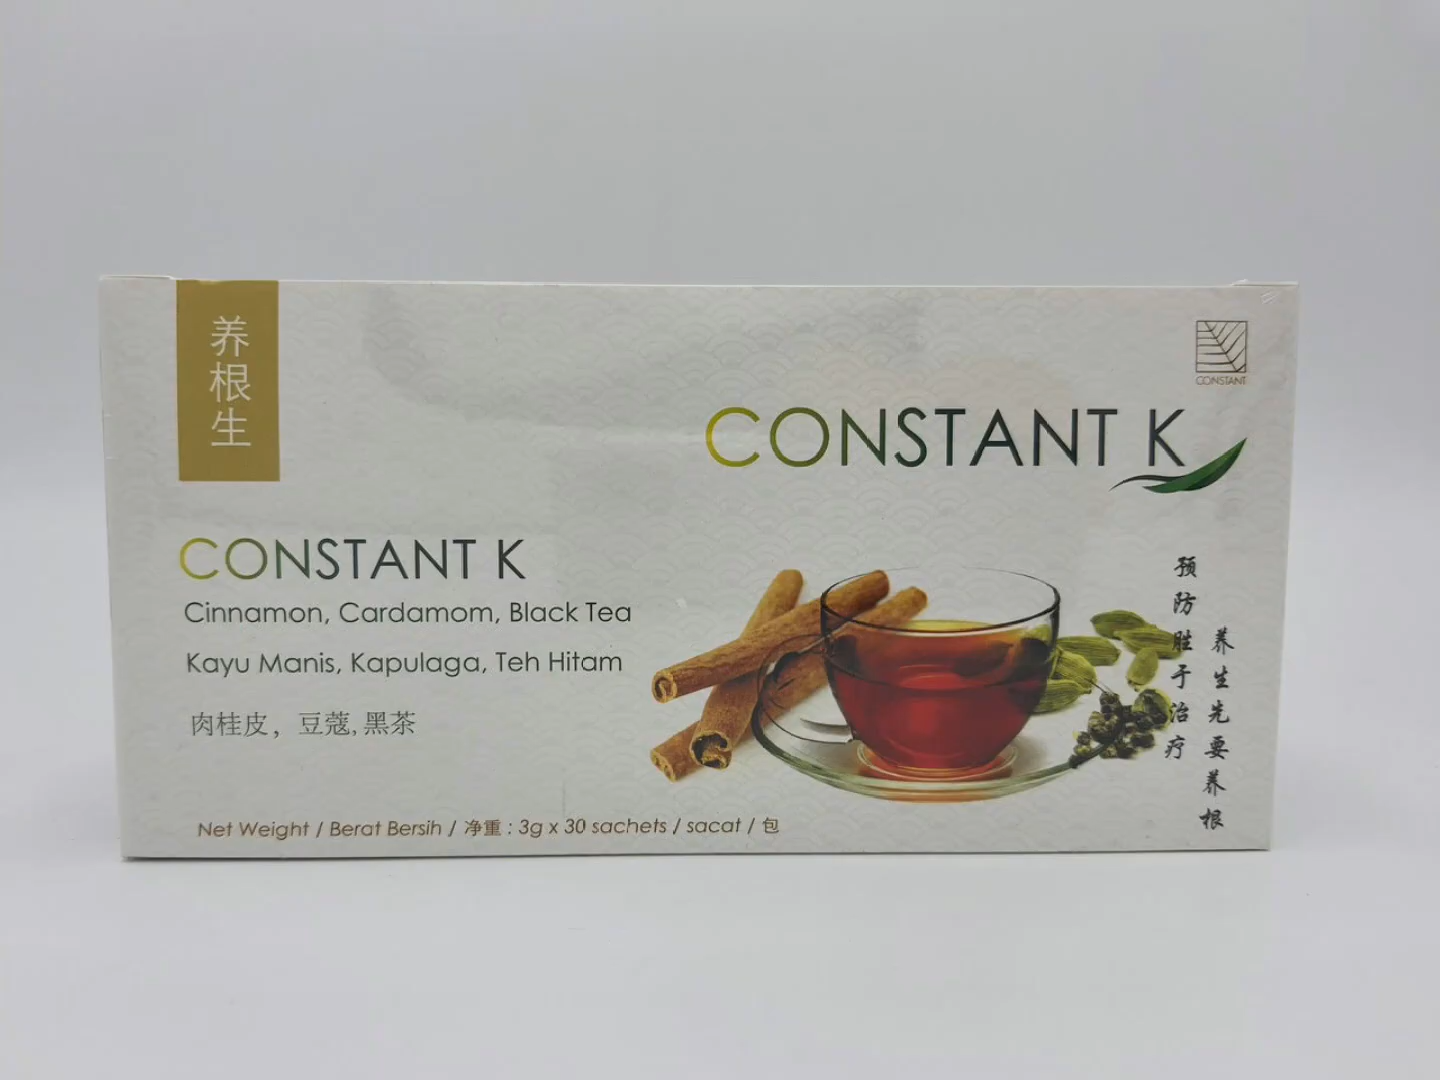 养根生
CONSTANT
CONSTANT K
CONSTANT K
Cinnamon, Cardamom, Black Tea
Kayu Manis, Kapulaga, Teh Hitam
肉桂皮，豆蔻,黑茶
养生先要养根
预防胜于治疗
Net Weight / Berat Bersih / 净重 : 3g x 30 sachets / sacat / 包